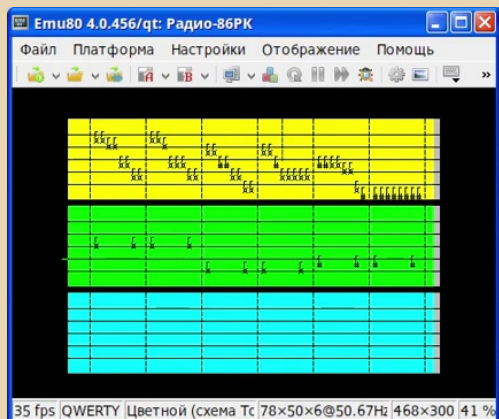 Emu80 4.0.456/qt: Радио-86РК
Файл Платформа Настройки Отображение Помощь
A B »
35 fps QWERTY Цветной (схема Тс 78×50×6@50.67Hz 468×300 41 %